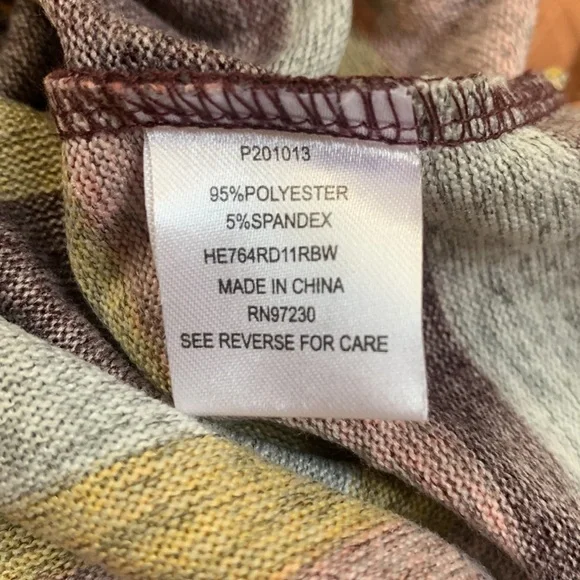 P201013
95%POLYESTER
5%SPANDEX
HE764RD11RBW
MADE IN CHINA
RN97230
SEE REVERSE FOR CARE